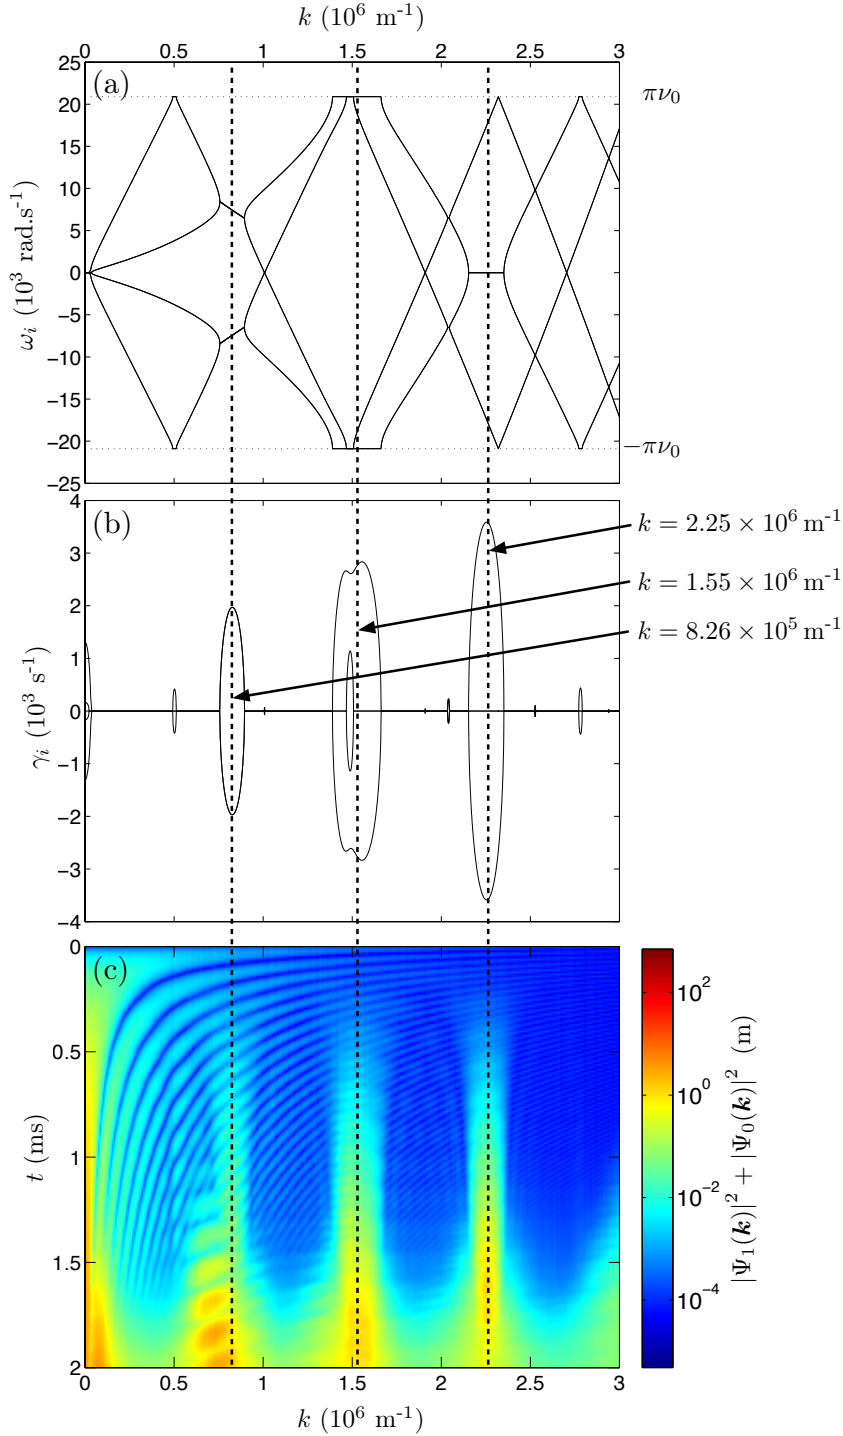 k (10⁶ m⁻¹)
0 0.5 1 1.5 2 2.5 3
(a)
25
20
15
10
5
0
−5
−10
−15
−20
−25
ωᵢ (10³ rad.s⁻¹)
πν₀
−πν₀
(b)
4
3
2
1
0
−1
−2
−3
−4
γᵢ (10³ s⁻¹)
k = 2.25 × 10⁶ m⁻¹
k = 1.55 × 10⁶ m⁻¹
k = 8.26 × 10⁵ m⁻¹
(c)
0
0.5
1
1.5
2
t (ms)
0 0.5 1 1.5 2 2.5 3
k (10⁶ m⁻¹)
10²
10⁰
10⁻²
10⁻⁴
|Ψ₁(k)|² + |Ψ₀(k)|² (m)